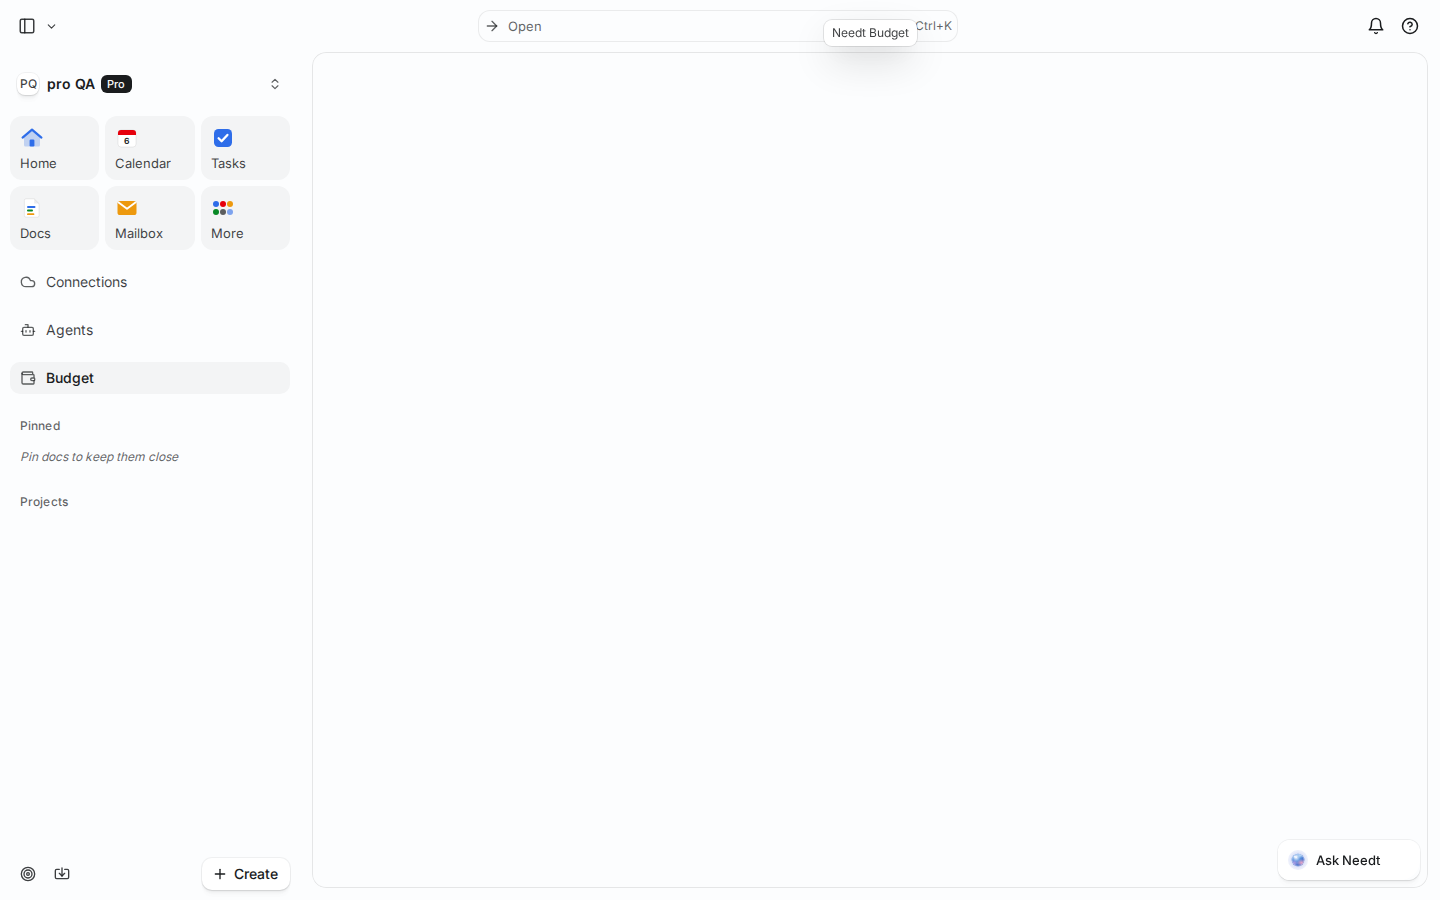 Open
Needt Budget
Ctrl+K
PQ
pro QA
Pro
Home
6
Calendar
Tasks
Docs
Mailbox
More
Connections
Agents
Budget
Pinned
Pin docs to keep them close
Projects
Create
Ask Needt